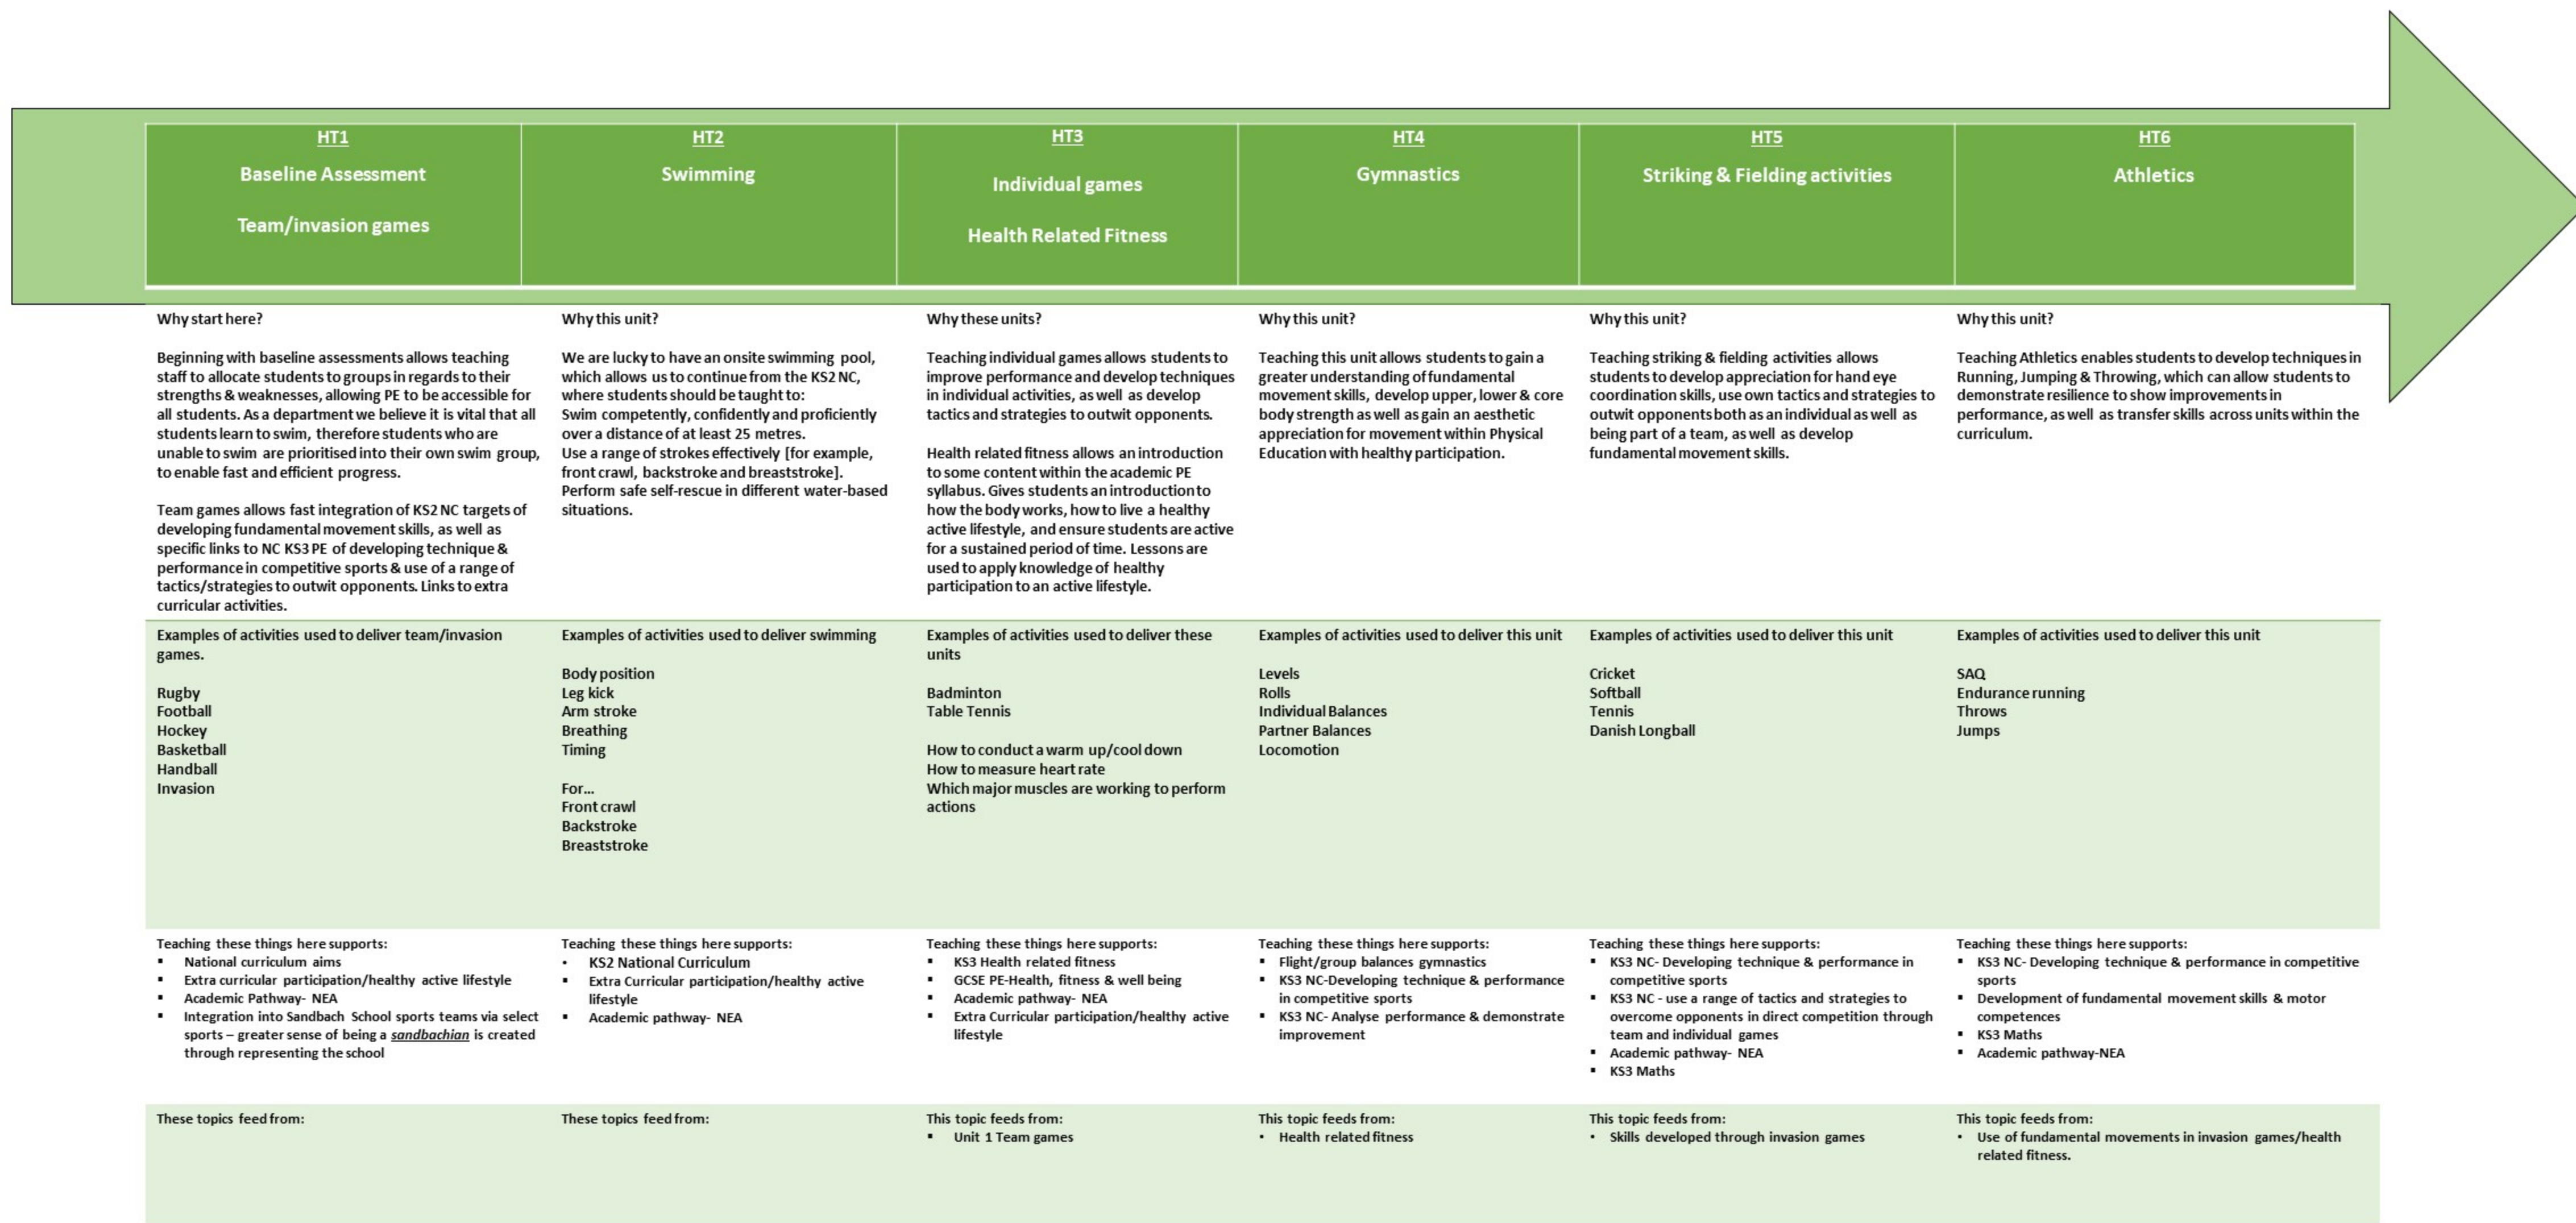 HT1
Baseline Assessment
Team/invasion games
HT2
Swimming
HT3
Individual games
Health Related Fitness
HT4
Gymnastics
HT5
Striking & Fielding activities
HT6
Athletics
Why start here?
Beginning with baseline assessments allows teaching
staff to allocate students to groups in regards to their
strengths & weaknesses, allowing PE to be accessible for
all students. As a department we believe it is vital that all
students learn to swim, therefore students who are
unable to swim are prioritised into their own swim group,
to enable fast and efficient progress.
Team games allows fast integration of KS2 NC targets of
developing fundamental movement skills, as well as
specific links to NC KS3 PE of developing technique &
performance in competitive sports & use of a range of
tactics/strategies to outwit opponents. Links to extra
curricular activities.
Why this unit?
We are lucky to have an onsite swimming pool,
which allows us to continue from the KS2 NC,
where students should be taught to:
Swim competently, confidently and proficiently
over a distance of at least 25 metres.
Use a range of strokes effectively [for example,
front crawl, backstroke and breaststroke].
Perform safe self-rescue in different water-based
situations.
Why these units?
Teaching individual games allows students to
improve performance and develop techniques
in individual activities, as well as develop
tactics and strategies to outwit opponents.
Health related fitness allows an introduction
to some content within the academic PE
syllabus. Gives students an introduction to
how the body works, how to live a healthy
active lifestyle, and ensure students are active
for a sustained period of time. Lessons are
used to apply knowledge of healthy
participation to an active lifestyle.
Why this unit?
Teaching this unit allows students to gain a
greater understanding of fundamental
movement skills, develop upper, lower & core
body strength as well as gain an aesthetic
appreciation for movement within Physical
Education with healthy participation.
Why this unit?
Teaching striking & fielding activities allows
students to develop appreciation for hand eye
coordination skills, use own tactics and strategies to
outwit opponents both as an individual as well as
being part of a team, as well as develop
fundamental movement skills.
Why this unit?
Teaching Athletics enables students to develop techniques in
Running, Jumping & Throwing, which can allow students to
demonstrate resilience to show improvements in
performance, as well as transfer skills across units within the
curriculum.
Examples of activities used to deliver team/invasion
games.
Rugby
Football
Hockey
Basketball
Handball
Invasion
Examples of activities used to deliver swimming
Body position
Leg kick
Arm stroke
Breathing
Timing
For...
Front crawl
Backstroke
Breaststroke
Examples of activities used to deliver these
units
Badminton
Table Tennis
How to conduct a warm up/cool down
How to measure heart rate
Which major muscles are working to perform
actions
Examples of activities used to deliver this unit
Levels
Rolls
Individual Balances
Partner Balances
Locomotion
Examples of activities used to deliver this unit
Cricket
Softball
Tennis
Danish Longball
Examples of activities used to deliver this unit
SAQ
Endurance running
Throws
Jumps
Teaching these things here supports:
▪ National curriculum aims
▪ Extra curricular participation/healthy active lifestyle
▪ Academic Pathway- NEA
▪ Integration into Sandbach School sports teams via select
sports – greater sense of being a sandbachian is created
through representing the school
Teaching these things here supports:
• KS2 National Curriculum
▪ Extra Curricular participation/healthy active
lifestyle
▪ Academic pathway- NEA
Teaching these things here supports:
▪ KS3 Health related fitness
▪ GCSE PE-Health, fitness & well being
▪ Academic pathway- NEA
▪ Extra Curricular participation/healthy active
lifestyle
Teaching these things here supports:
▪ Flight/group balances gymnastics
▪ KS3 NC-Developing technique & performance
in competitive sports
▪ KS3 NC- Analyse performance & demonstrate
improvement
Teaching these things here supports:
▪ KS3 NC- Developing technique & performance in
competitive sports
▪ KS3 NC - use a range of tactics and strategies to
overcome opponents in direct competition through
team and individual games
▪ Academic pathway- NEA
▪ KS3 Maths
Teaching these things here supports:
▪ KS3 NC- Developing technique & performance in competitive
sports
▪ Development of fundamental movement skills & motor
competences
▪ KS3 Maths
▪ Academic pathway-NEA
These topics feed from:
These topics feed from:
This topic feeds from:
▪ Unit 1 Team games
This topic feeds from:
• Health related fitness
This topic feeds from:
• Skills developed through invasion games
This topic feeds from:
• Use of fundamental movements in invasion games/health
related fitness.